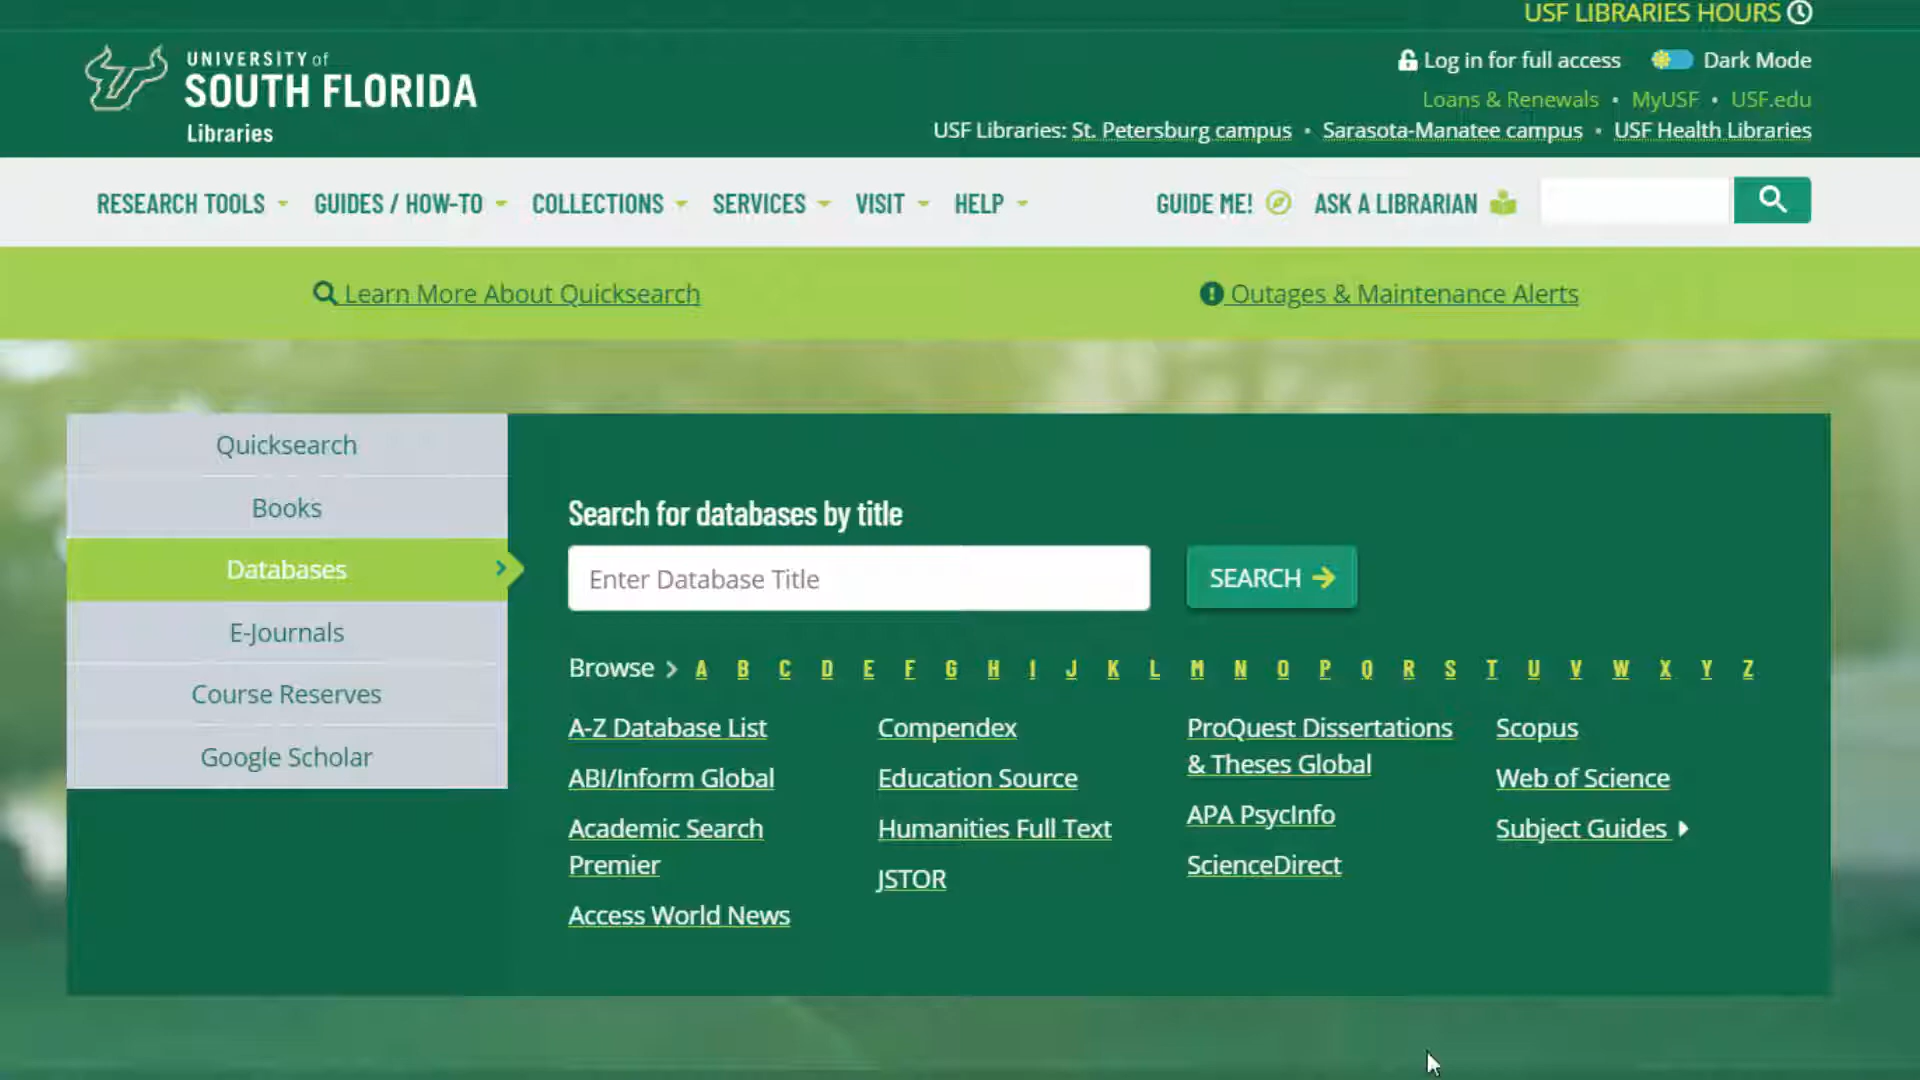 USF LIBRARIES HOURS
UNIVERSITY of
SOUTH FLORIDA
Libraries
Log in for full access Dark Mode
Loans & Renewals • MyUSF • USF.edu
USF Libraries: St. Petersburg campus • Sarasota-Manatee campus • USF Health Libraries
RESEARCH TOOLS GUIDES / HOW-TO COLLECTIONS SERVICES VISIT HELP GUIDE ME! ASK A LIBRARIAN
Learn More About Quicksearch Outages & Maintenance Alerts
Quicksearch
Books
Databases
E-Journals
Course Reserves
Google Scholar
Search for databases by title
Enter Database Title SEARCH
Browse > A B C D E F G H I J K L M N O P Q R S T U V W X Y Z
A-Z Database List
ABI/Inform Global
Academic Search
Premier
Access World News
Compendex
Education Source
Humanities Full Text
JSTOR
ProQuest Dissertations
& Theses Global
APA PsycInfo
ScienceDirect
Scopus
Web of Science
Subject Guides